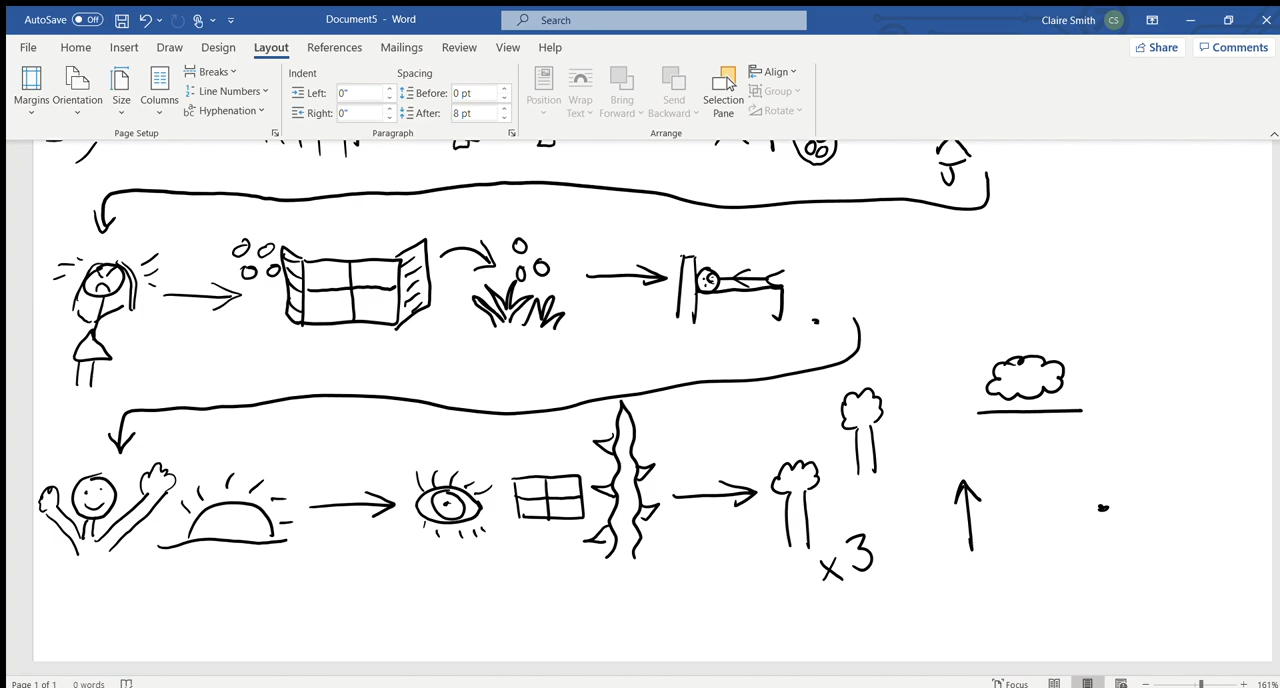 AutoSave Off Document5 - Word Search Claire Smith CS
File Home Insert Draw Design Layout References Mailings Review View Help Share Comments
Margins Orientation Size Columns Breaks Line Numbers Hyphenation
Page Setup
Indent Spacing
Left: 0" Before: 0 pt
Right: 0" After: 8 pt
Paragraph
Position Wrap Text Bring Forward Send Backward Selection Pane Align Group Rotate
Arrange
x3
Page 1 of 1 0 words Focus 161%